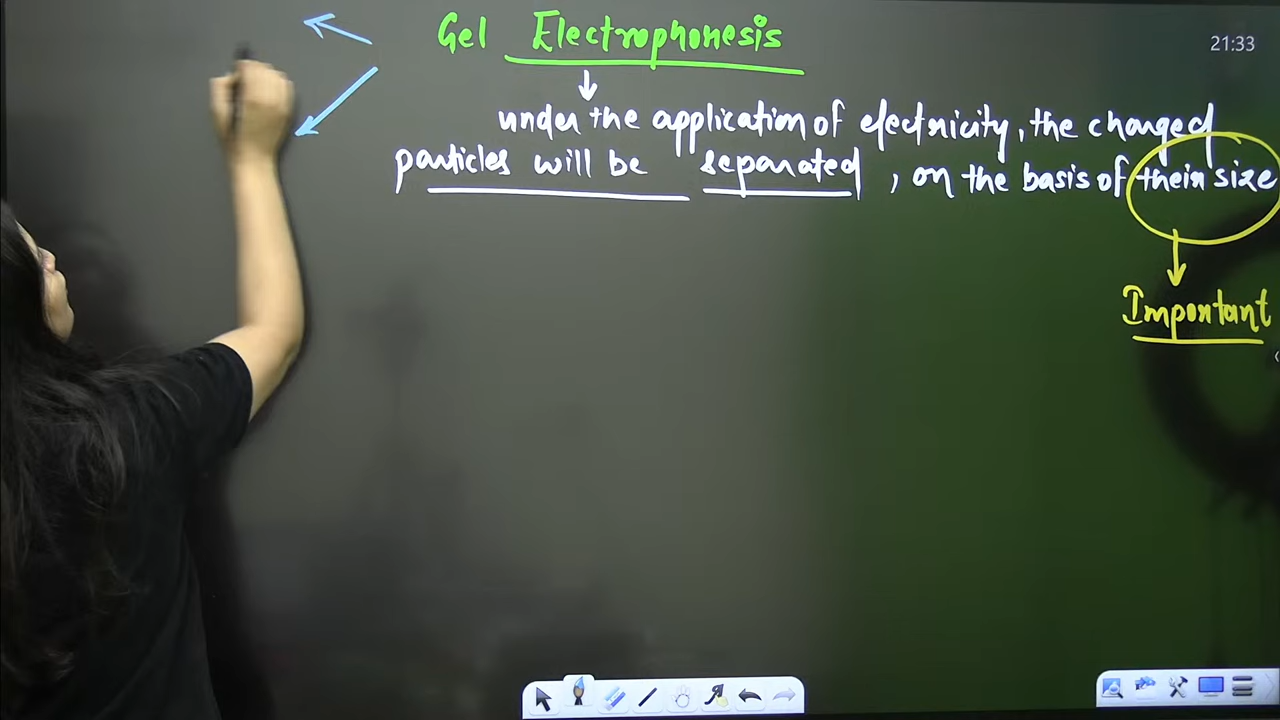 Gel Electrophoresis
21:33
under the application of electricity, the charged
particles will be separated, on the basis of their size
Important